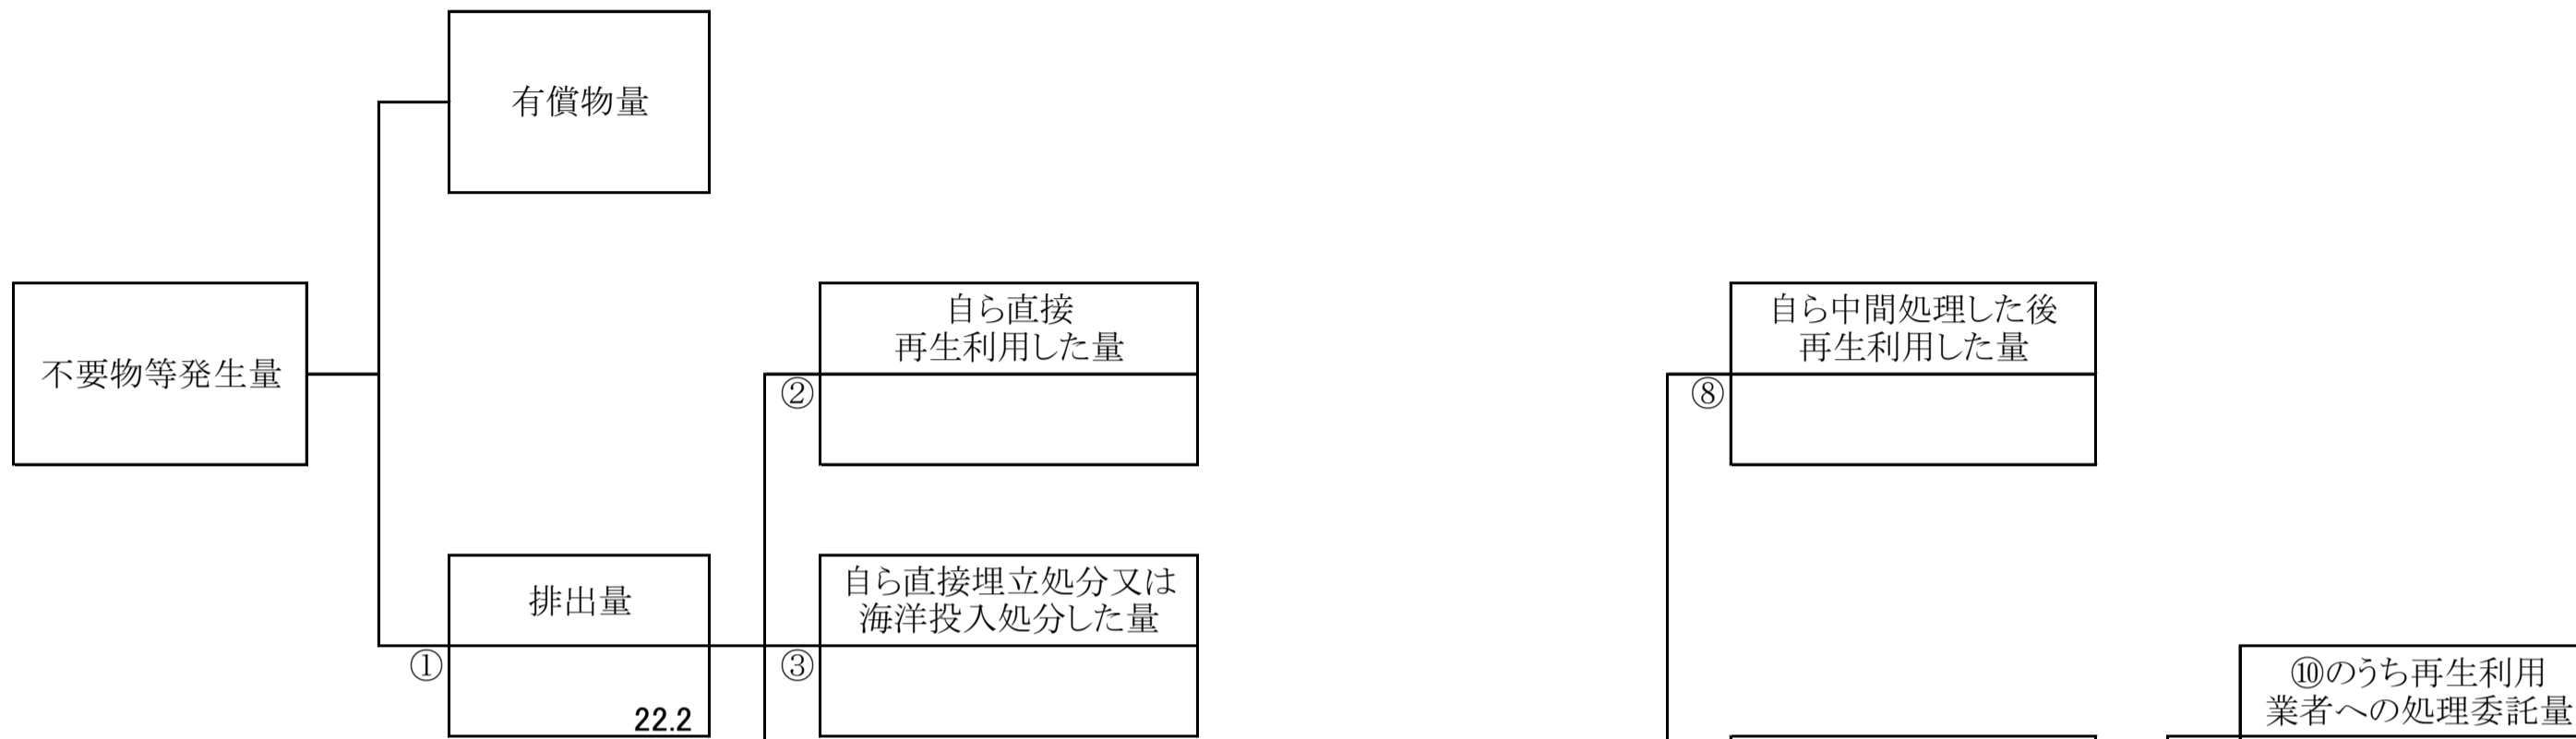 有償物量
不要物等発生量
自ら直接
再生利用した量
②
自ら中間処理した後
再生利用した量
⑧
排出量
①
22.2
自ら直接埋立処分又は
海洋投入処分した量
③
⑩のうち再生利用
業者への処理委託量